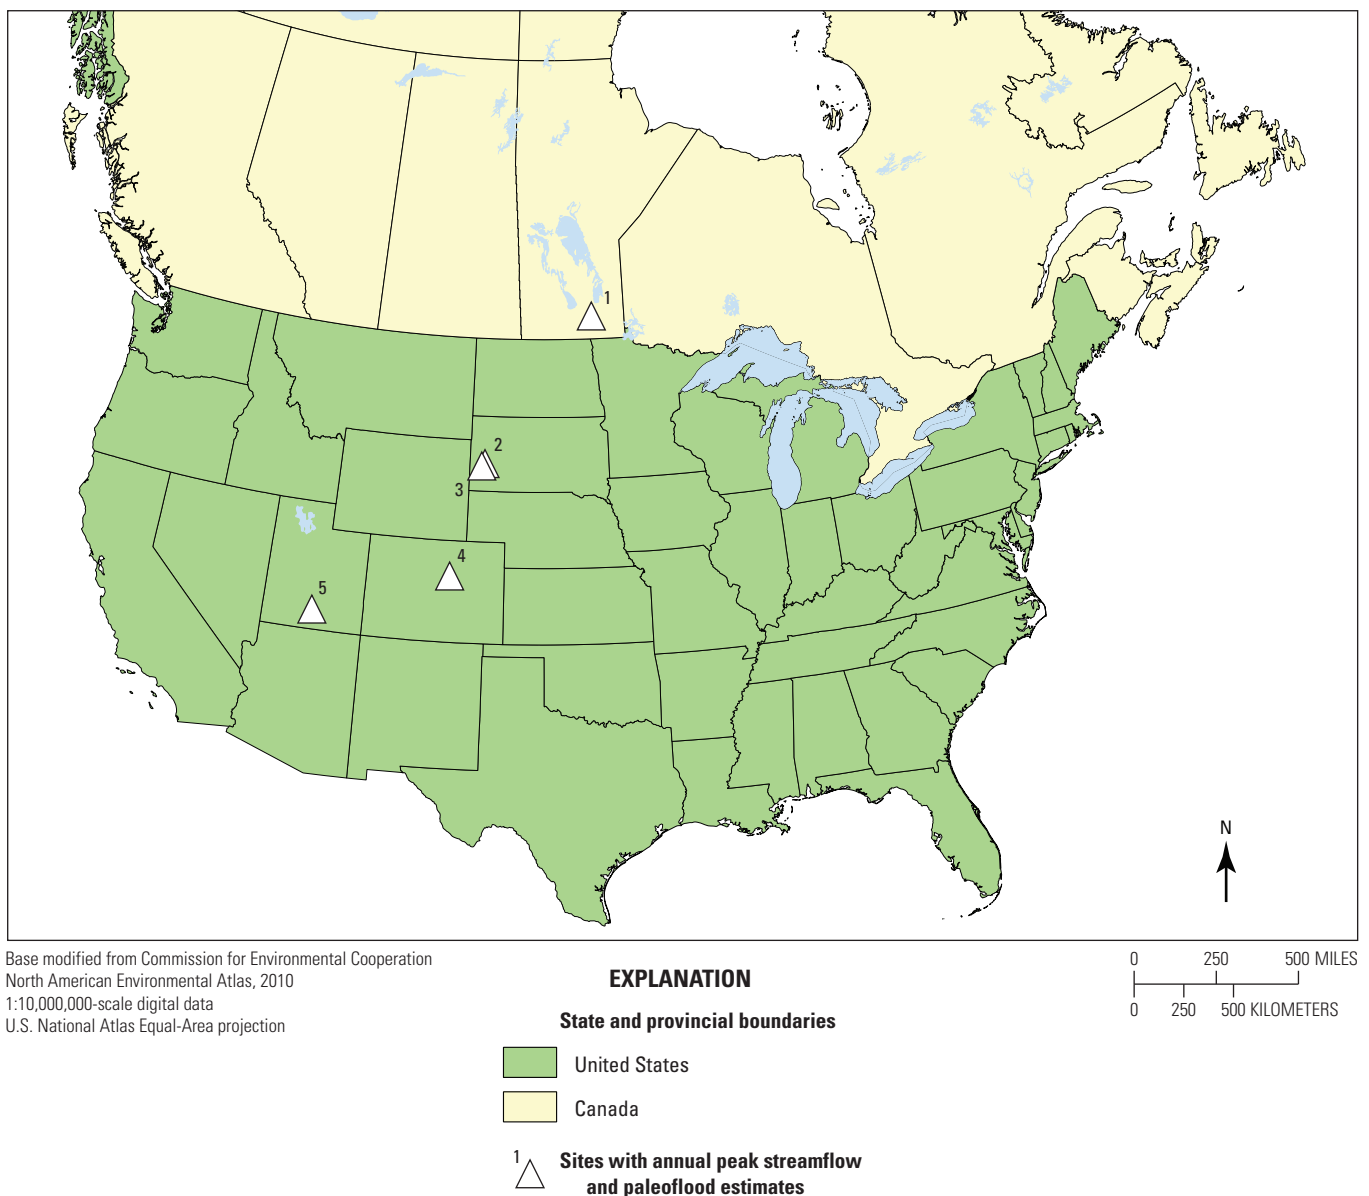 1
2
3
4
5
N
Base modified from Commission for Environmental Cooperation
North American Environmental Atlas, 2010
1:10,000,000-scale digital data
U.S. National Atlas Equal-Area projection
0 250 500 MILES
0 250 500 KILOMETERS
EXPLANATION
State and provincial boundaries
United States
Canada
1 Sites with annual peak streamflow
and paleoflood estimates